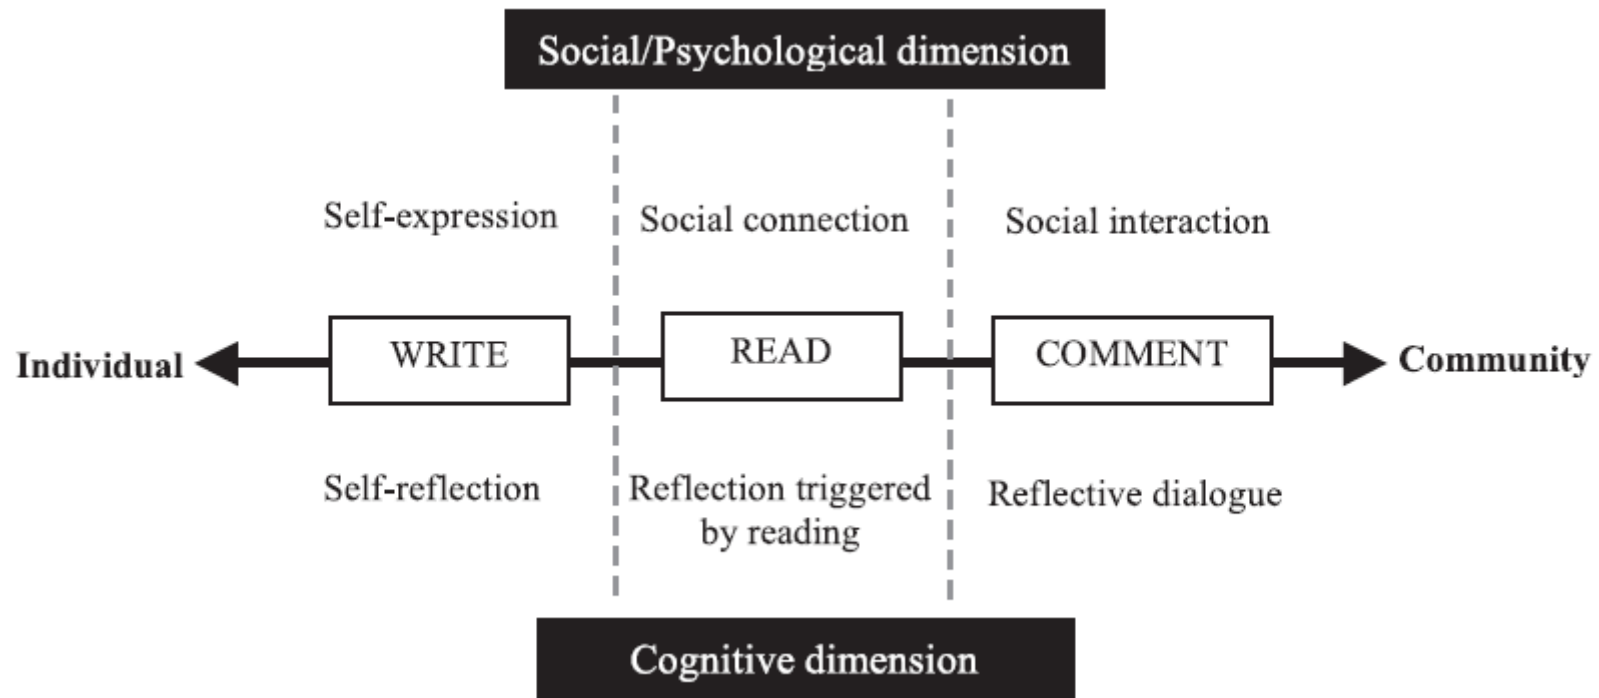 Social/Psychological dimension
Self-expression
Social connection
Social interaction
Individual
WRITE
READ
COMMENT
Community
Self-reflection
Reflection triggered
by reading
Reflective dialogue
Cognitive dimension